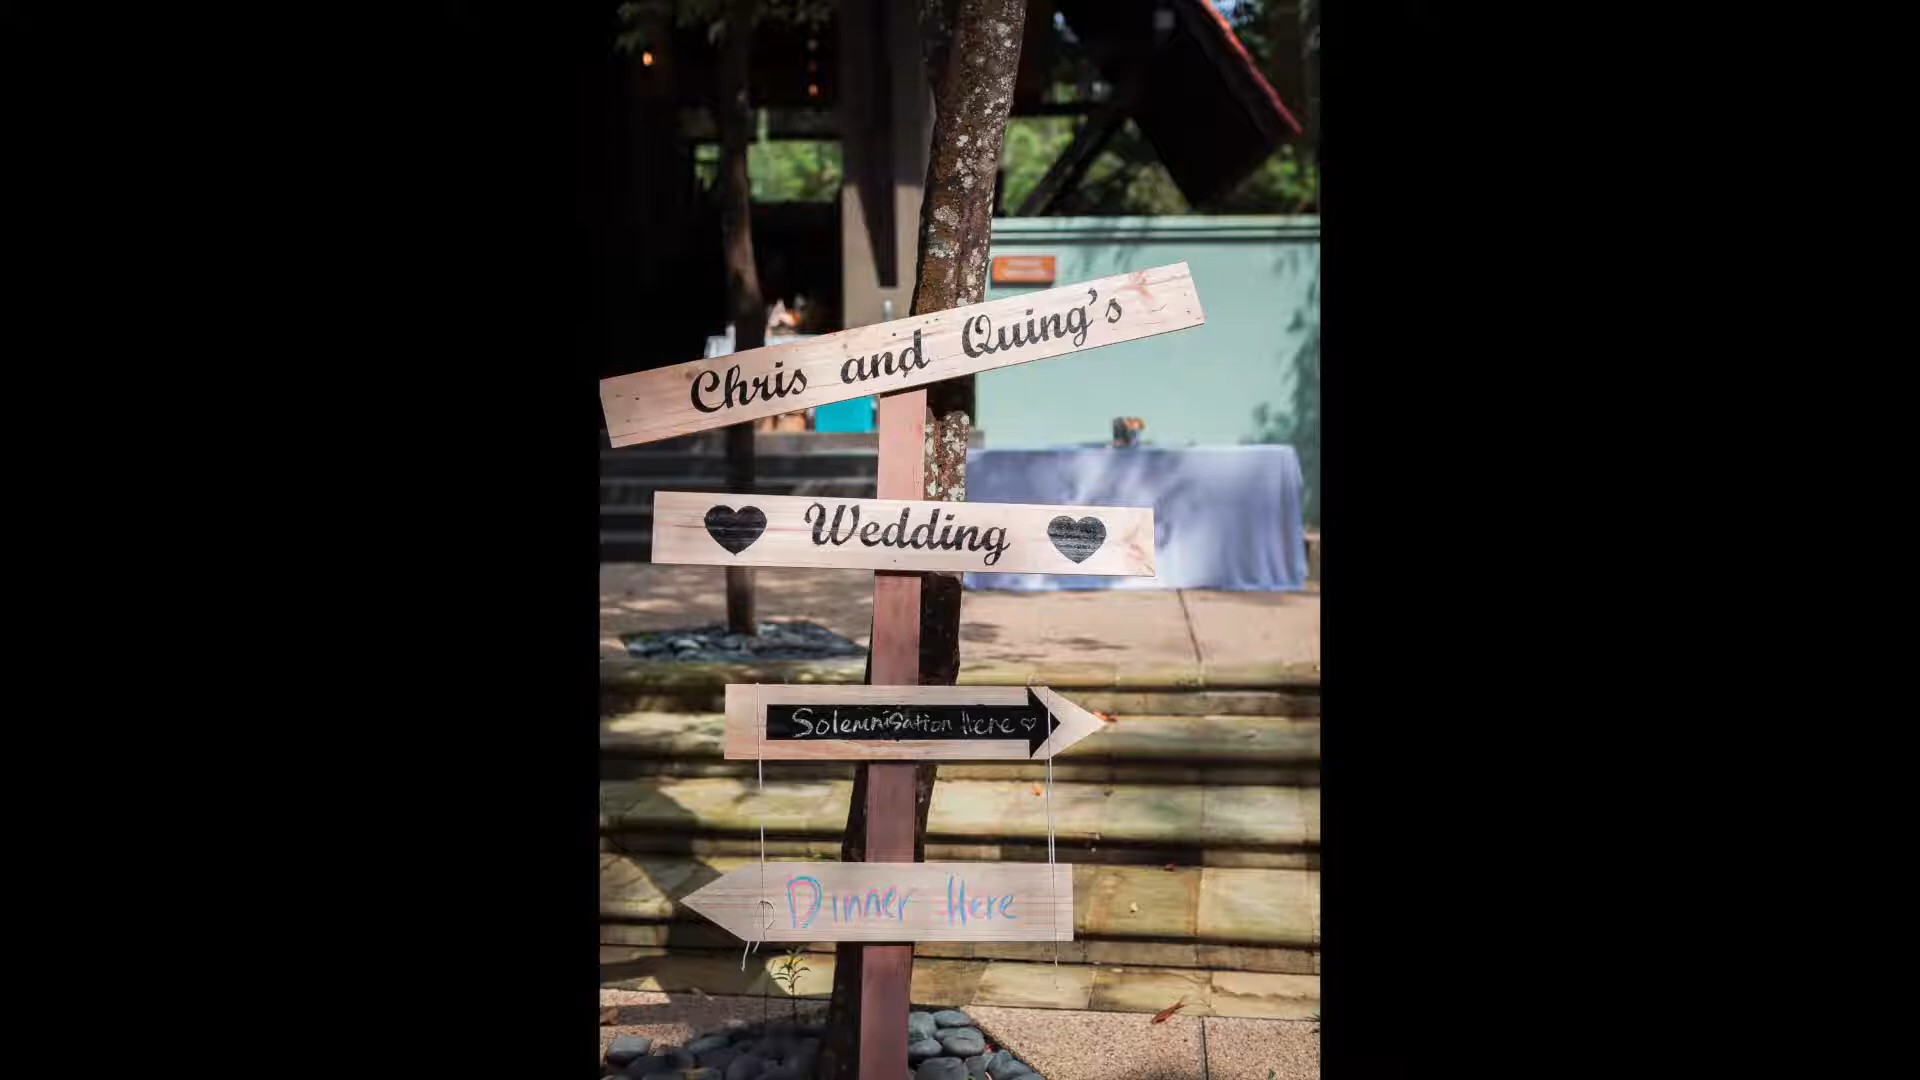 Chris and Quing's
Wedding
Solemnisation Here
Dinner Here